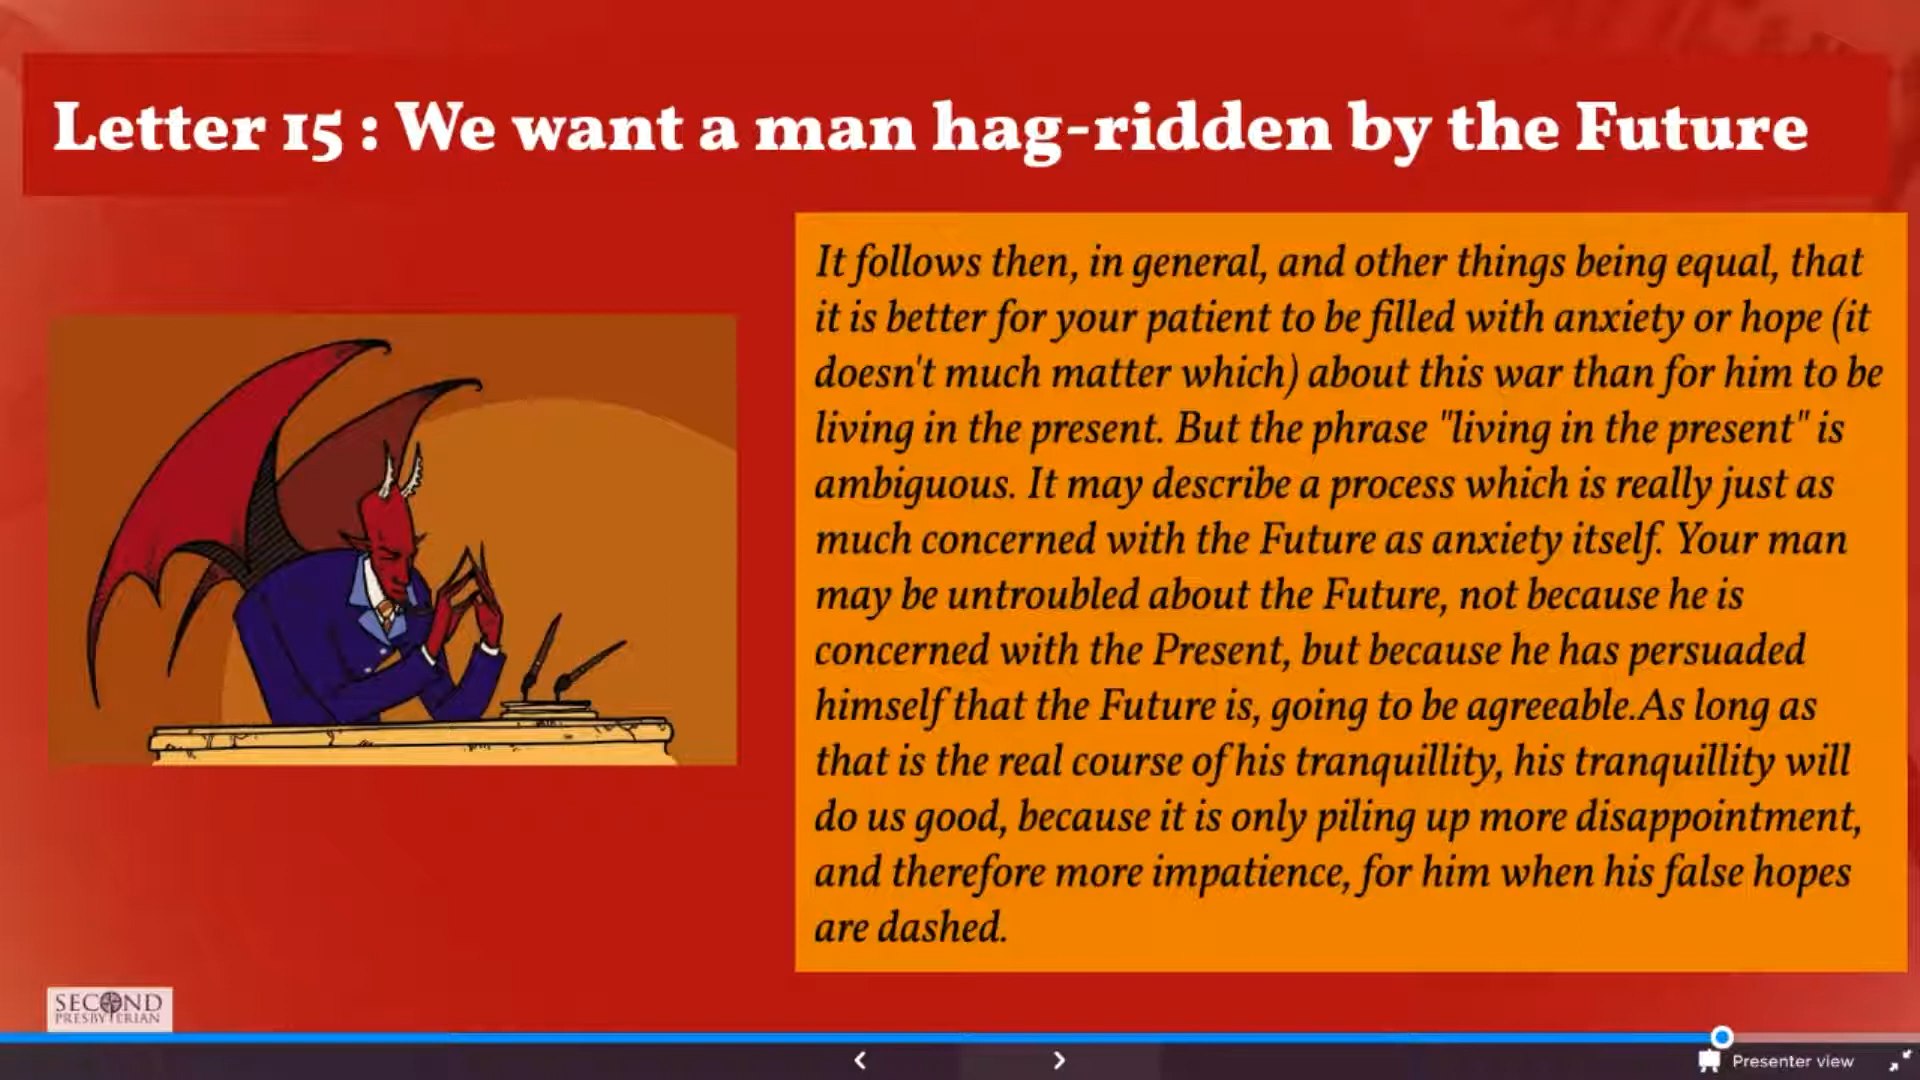 Letter 15 : We want a man hag-ridden by the Future
It follows then, in general, and other things being equal, that
it is better for your patient to be filled with anxiety or hope (it
doesn't much matter which) about this war than for him to be
living in the present. But the phrase "living in the present" is
ambiguous. It may describe a process which is really just as
much concerned with the Future as anxiety itself. Your man
may be untroubled about the Future, not because he is
concerned with the Present, but because he has persuaded
himself that the Future is, going to be agreeable.As long as
that is the real course of his tranquillity, his tranquillity will
do us good, because it is only piling up more disappointment,
and therefore more impatience, for him when his false hopes
are dashed.
SECOND
PRESBYTERIAN
Presenter view